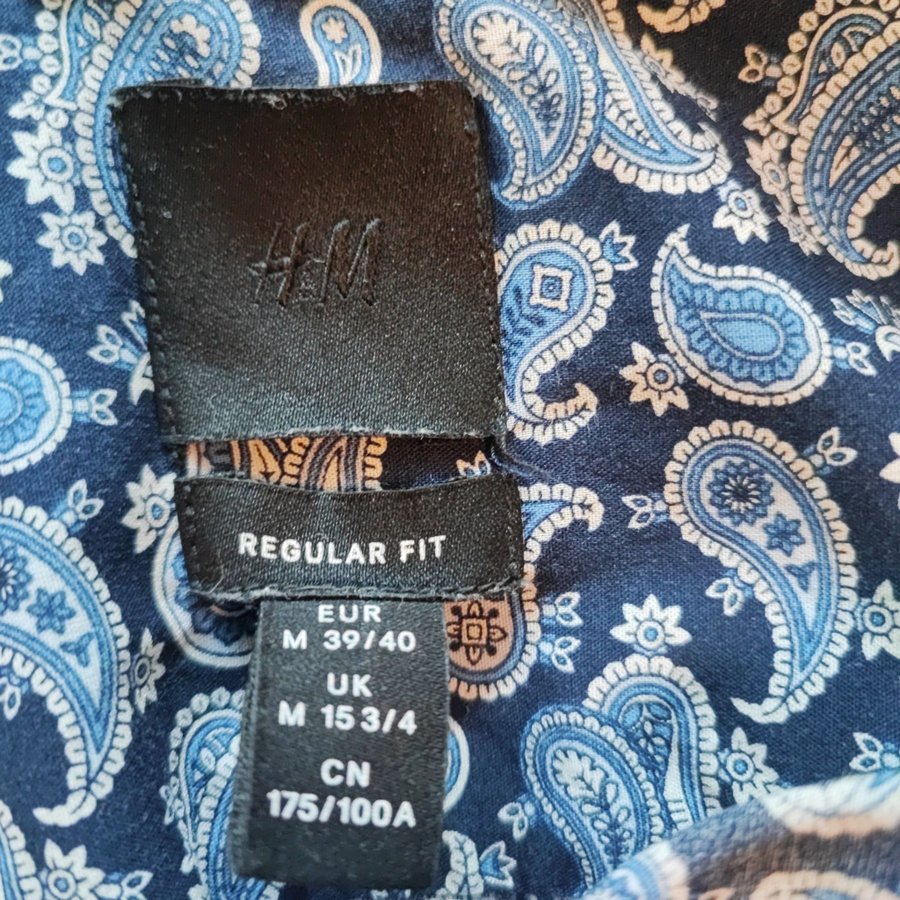 H&M
REGULAR FIT
EUR
M 39/40
UK
M 15 3/4
CN
175/100A